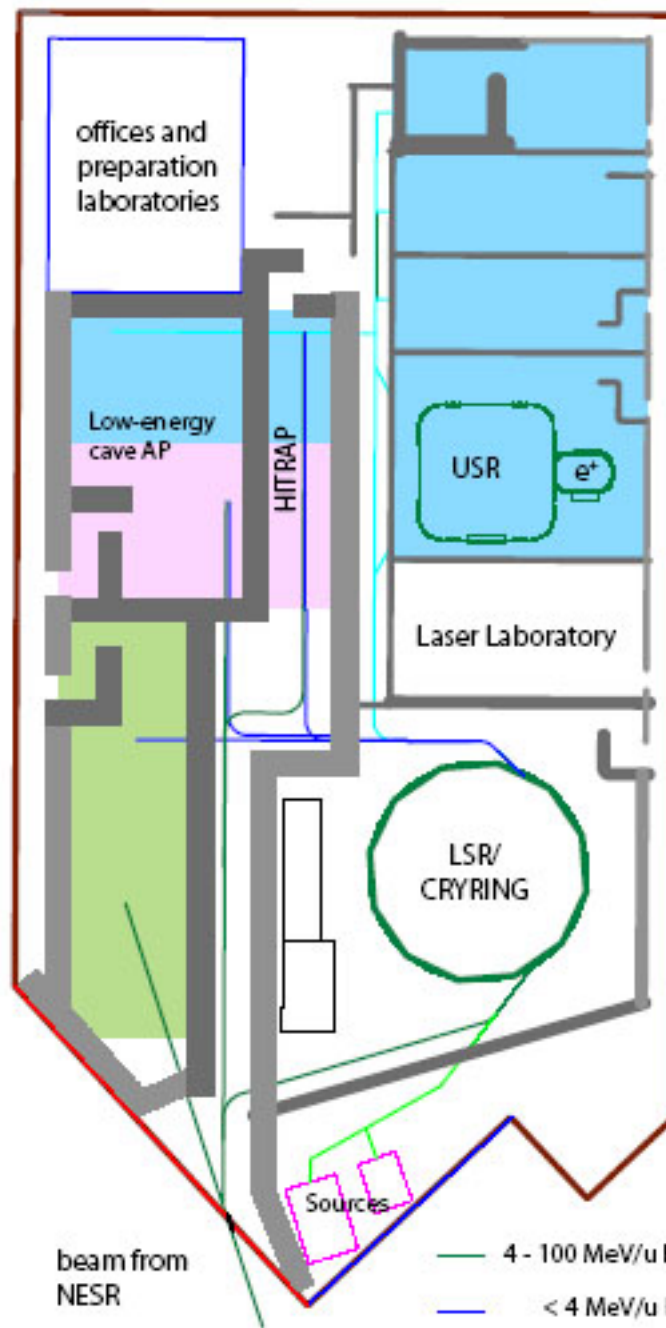 offices and
preparation
laboratories
Low-energy
cave AP
HITRAP
USR
e+
Laser Laboratory
LSR/
CRYRING
Sources
beam from
NESR
4 - 100 MeV/u
< 4 MeV/u